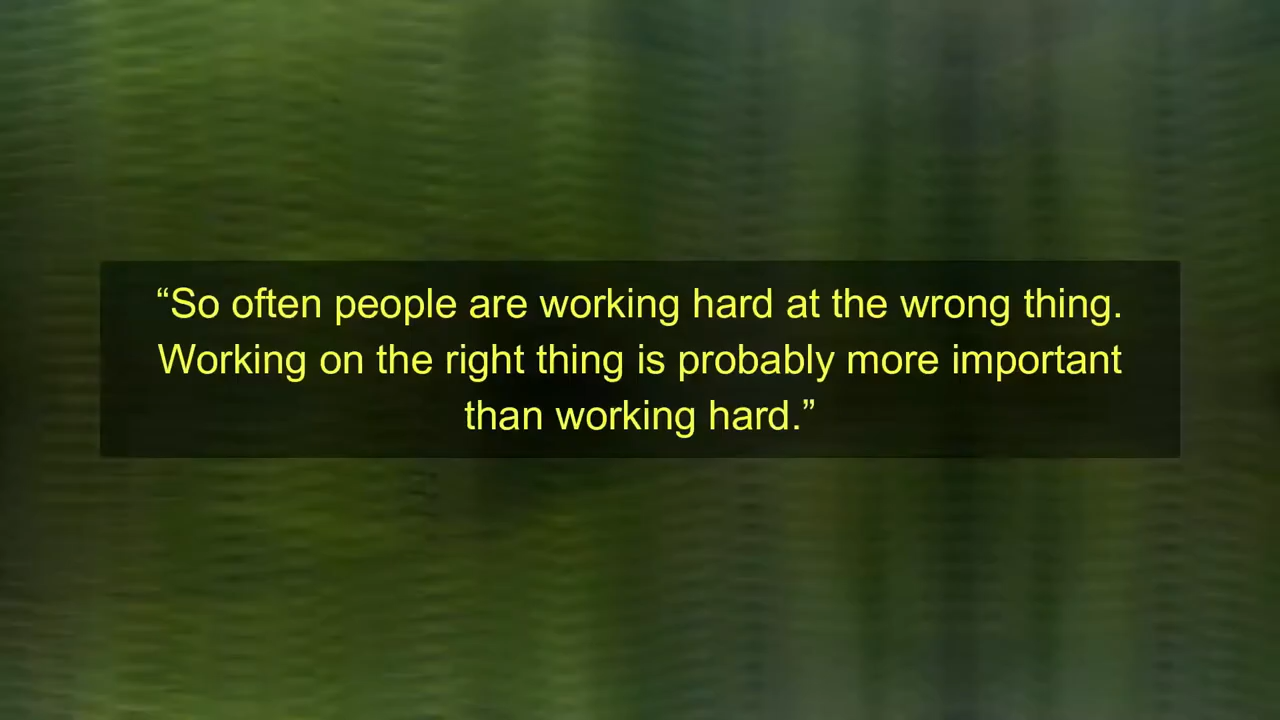 “So often people are working hard at the wrong thing.
Working on the right thing is probably more important
than working hard.”